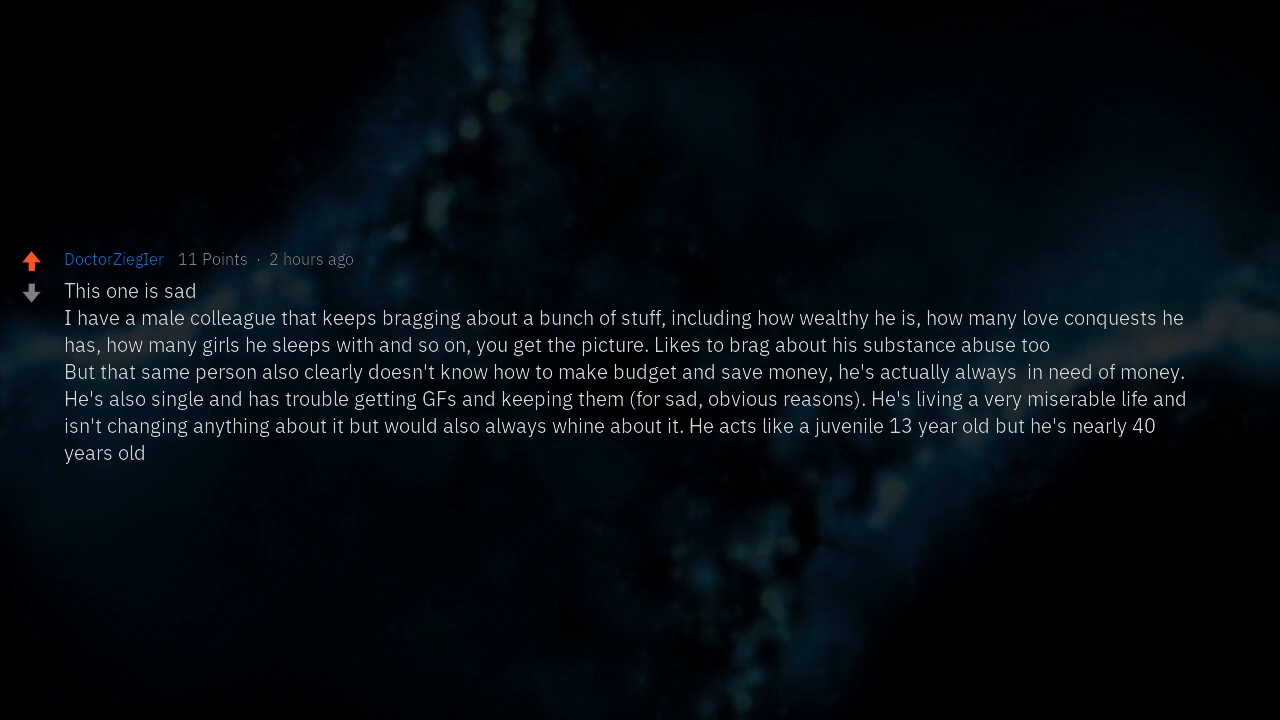 DoctorZiegIer 11 Points · 2 hours ago
This one is sad
I have a male colleague that keeps bragging about a bunch of stuff, including how wealthy he is, how many love conquests he
has, how many girls he sleeps with and so on, you get the picture. Likes to brag about his substance abuse too
But that same person also clearly doesn't know how to make budget and save money, he's actually always  in need of money.
He's also single and has trouble getting GFs and keeping them (for sad, obvious reasons). He's living a very miserable life and
isn't changing anything about it but would also always whine about it. He acts like a juvenile 13 year old but he's nearly 40
years old